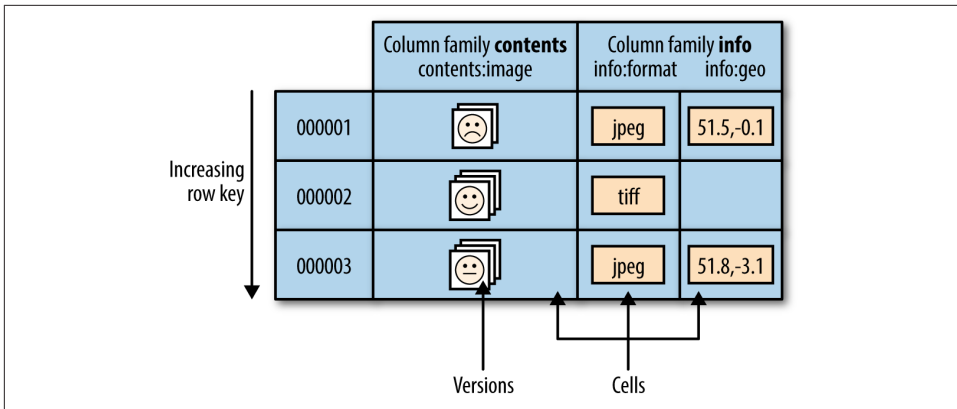 Column family contents
contents:image
Column family info
info:format info:geo
000001
jpeg
51.5,-0.1
Increasing
row key
000002
tiff
000003
jpeg
51.8,-3.1
Versions
Cells